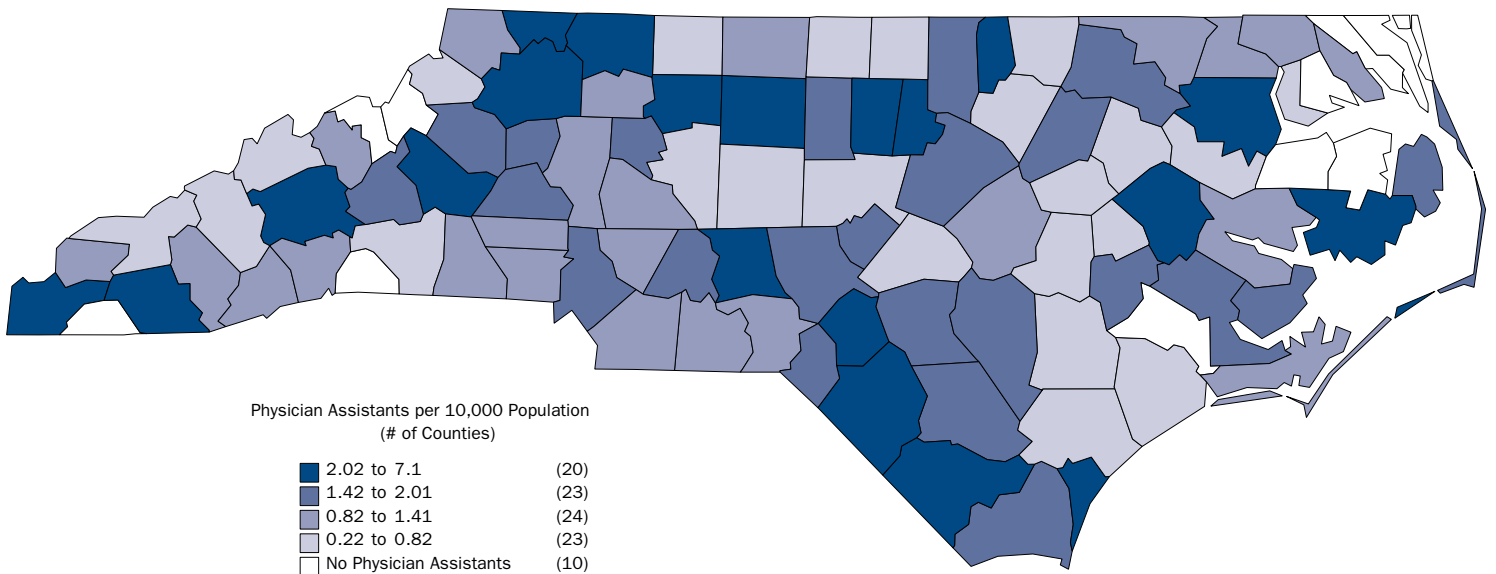 Physician Assistants per 10,000 Population
(# of Counties)
2.02 to 7.1 (20)
1.42 to 2.01 (23)
0.82 to 1.41 (24)
0.22 to 0.82 (23)
No Physician Assistants (10)